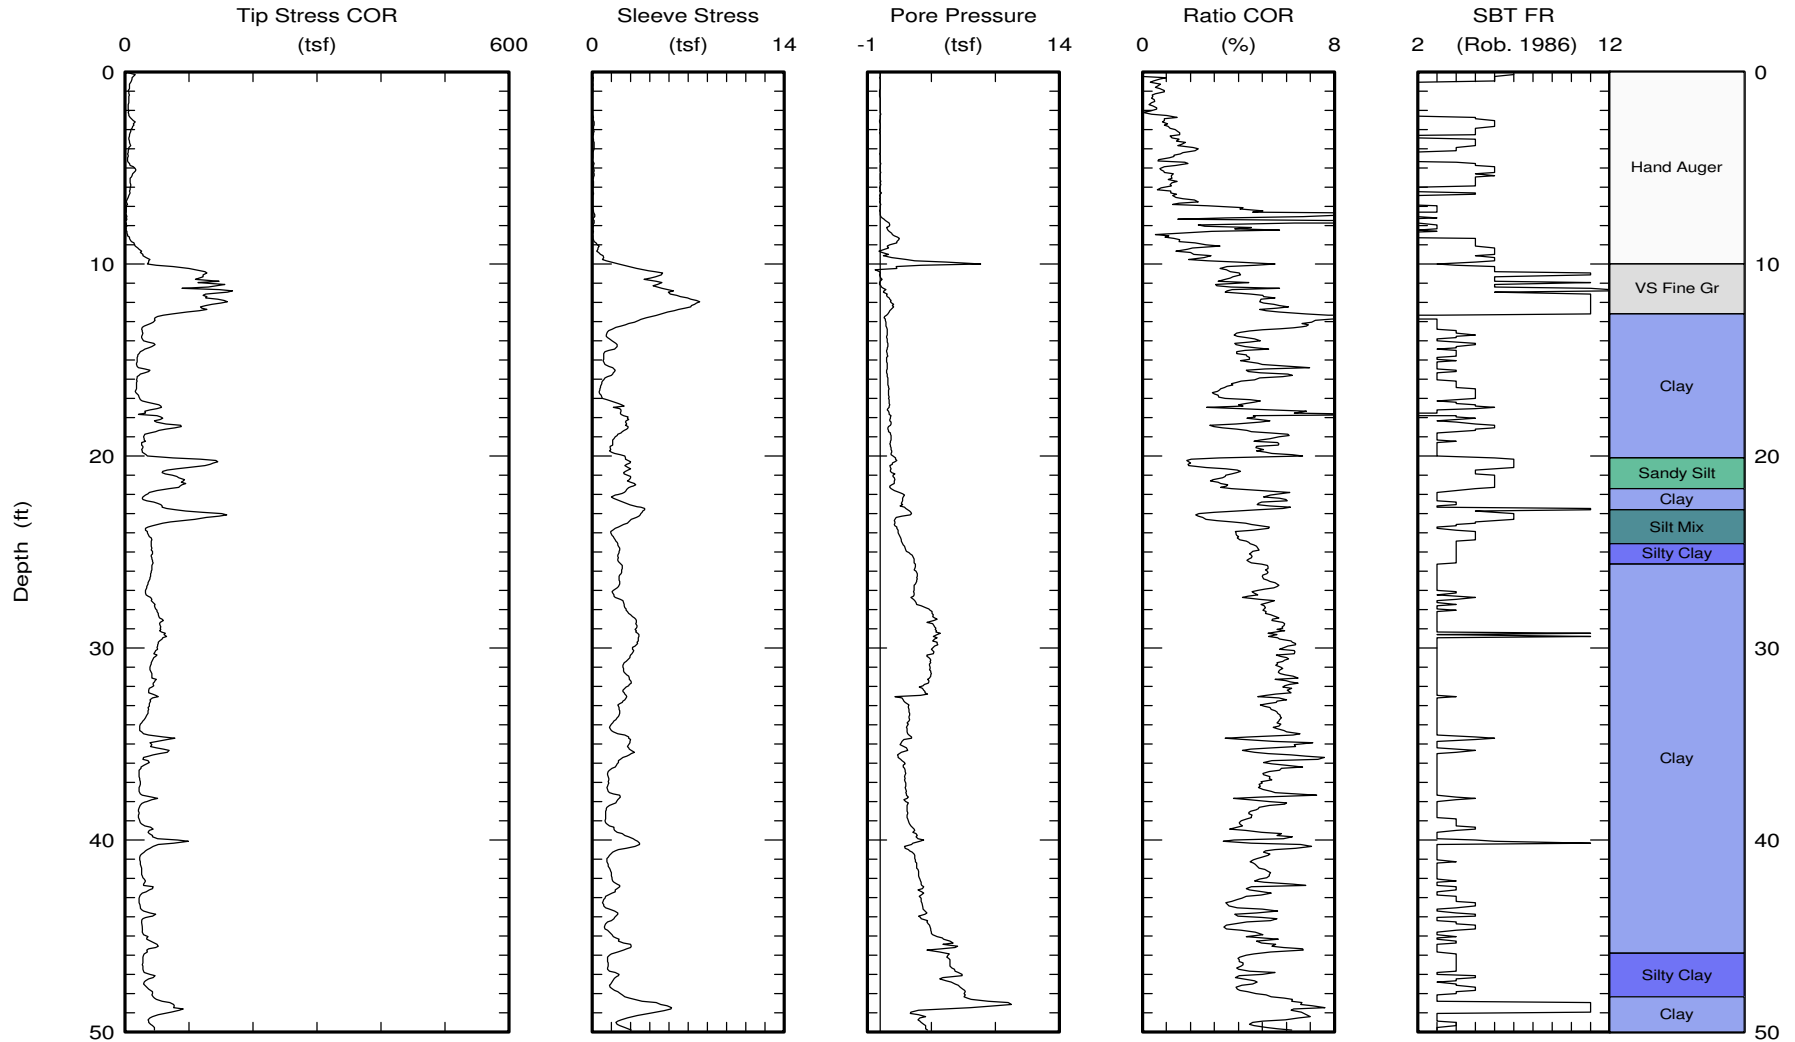 Tip Stress COR Sleeve Stress Pore Pressure Ratio COR SBT FR
0 (tsf) 600 0 (tsf) 14 -1 (tsf) 14 0 (%) 8 2 (Rob. 1986) 12
0 0
Hand Auger
10 10
VS Fine Gr
Clay
20 20
Sandy Silt
Clay
Silt Mix
Silty Clay
Depth (ft)
30 30
Clay
40 40
Silty Clay
Clay
50 50